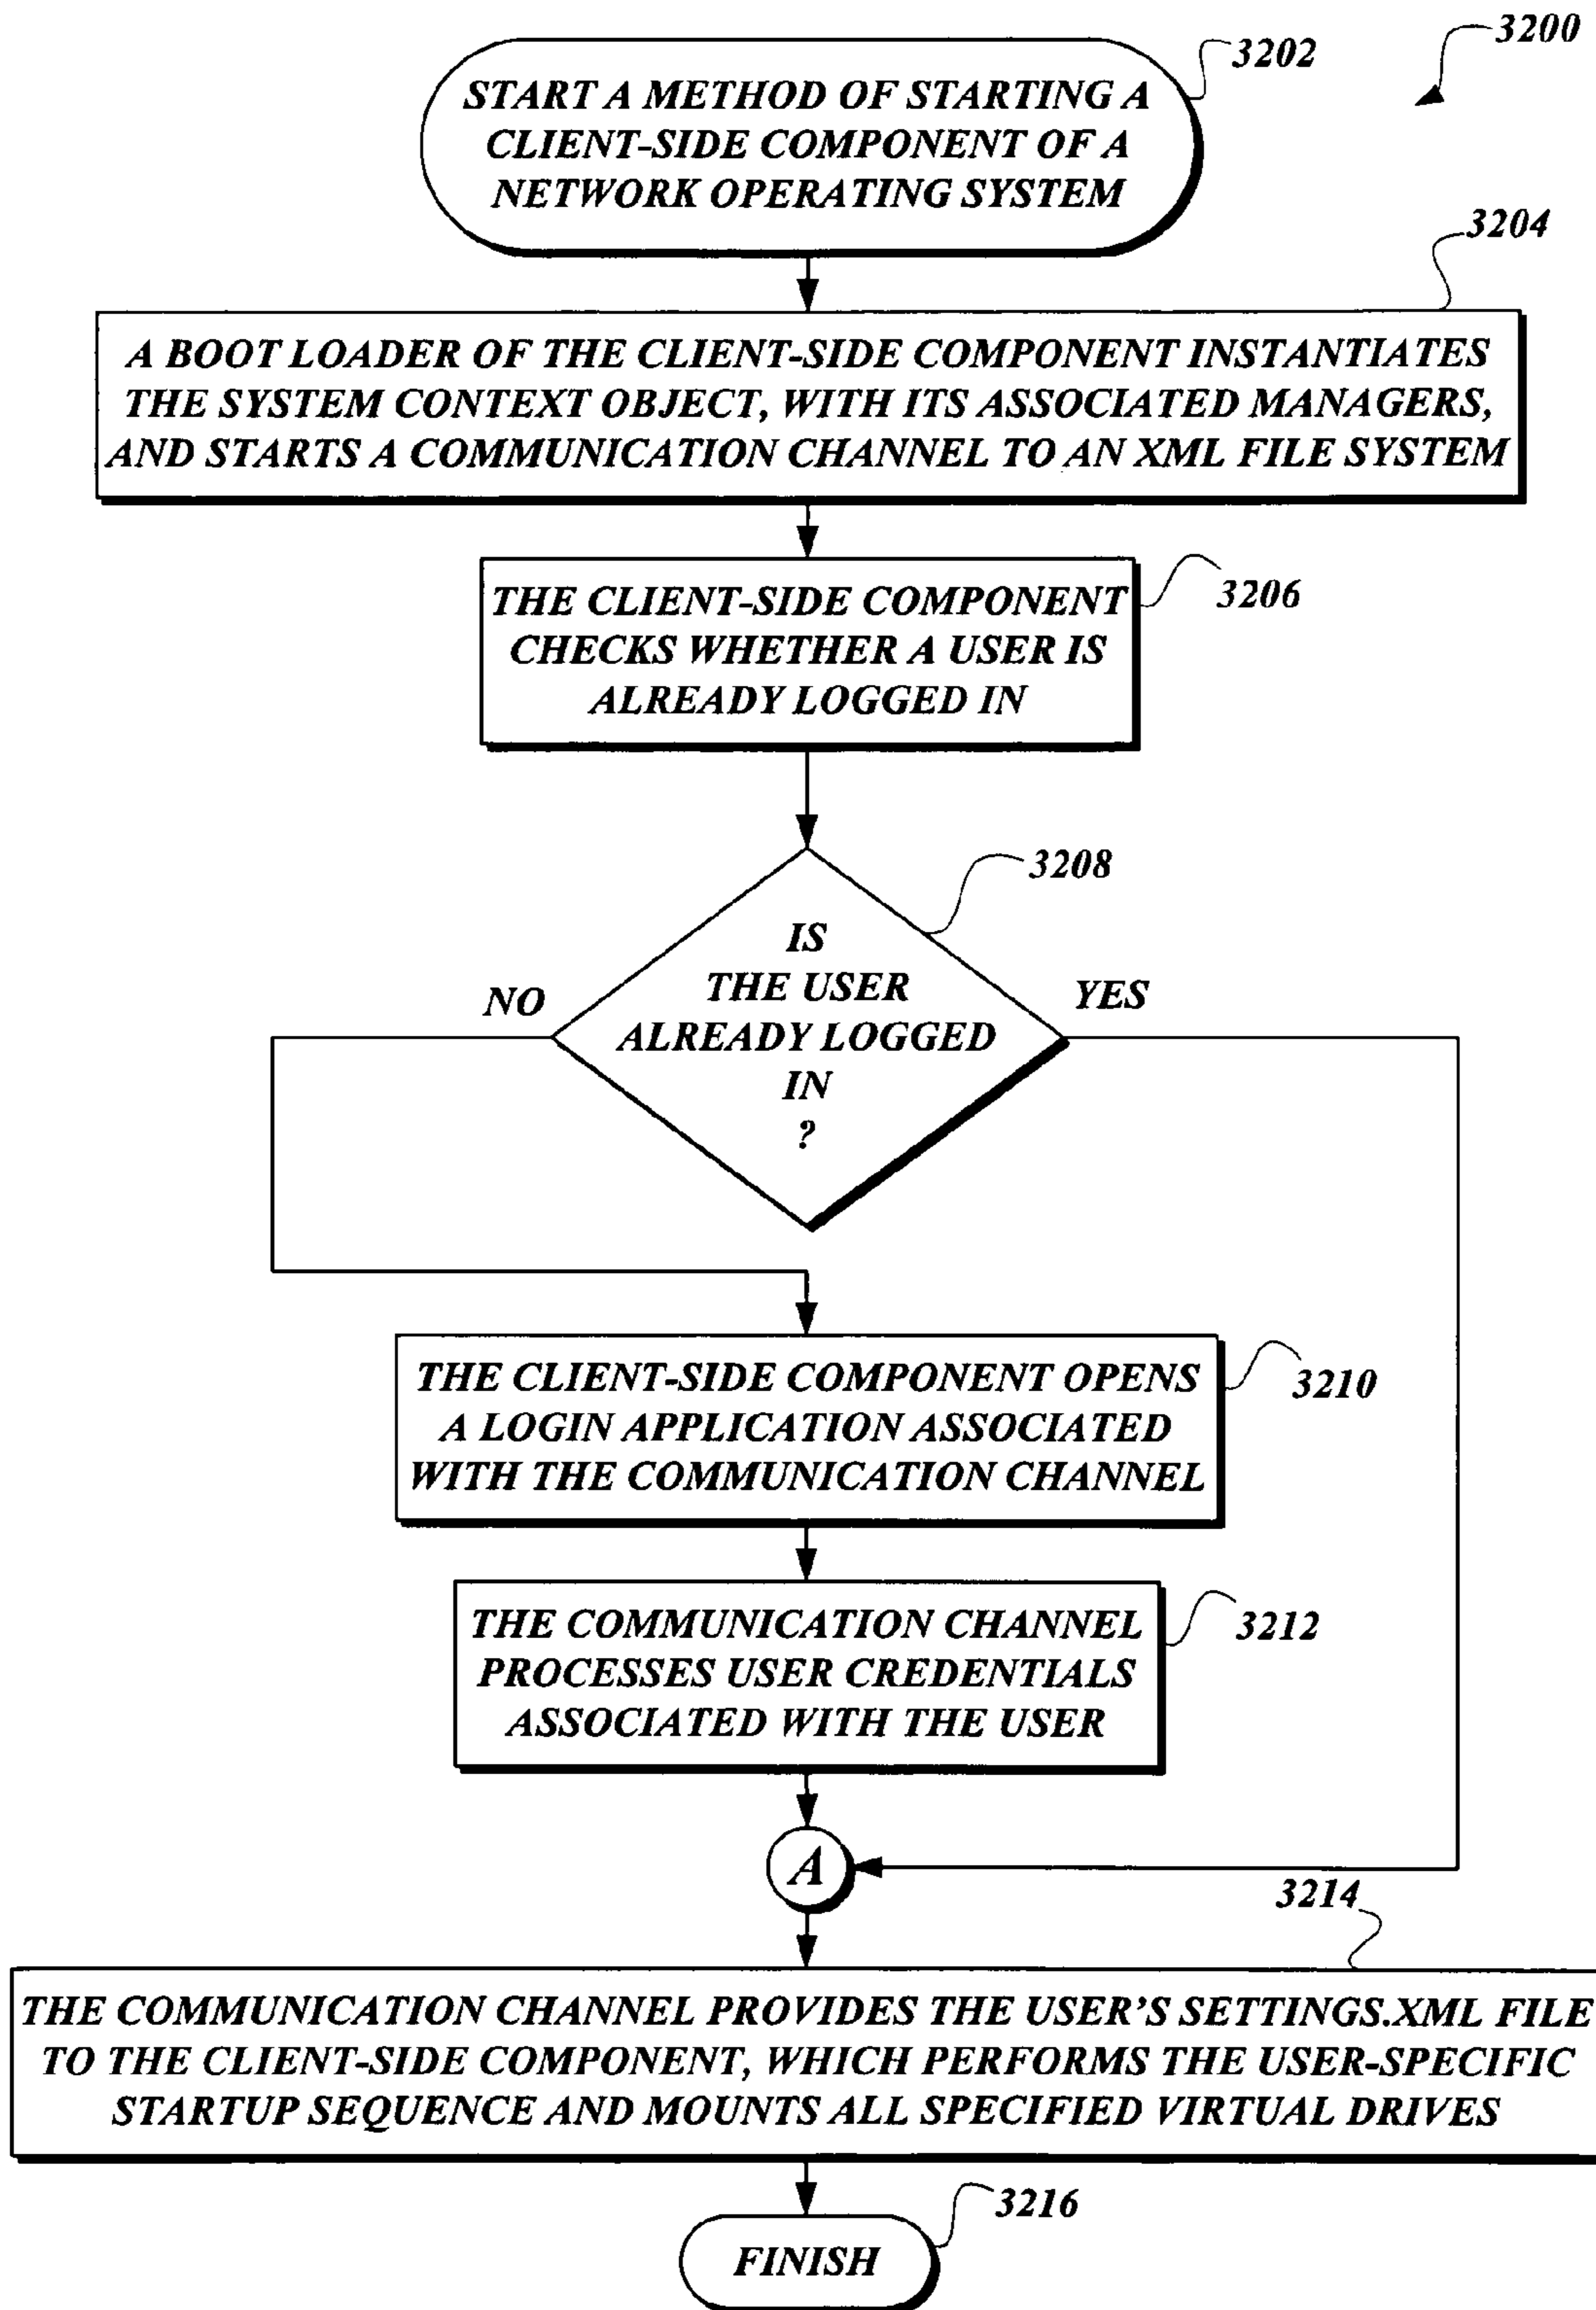 3200
3202
START A METHOD OF STARTING A
CLIENT-SIDE COMPONENT OF A
NETWORK OPERATING SYSTEM
3204
A BOOT LOADER OF THE CLIENT-SIDE COMPONENT INSTANTIATES
THE SYSTEM CONTEXT OBJECT, WITH ITS ASSOCIATED MANAGERS,
AND STARTS A COMMUNICATION CHANNEL TO AN XML FILE SYSTEM
3206
THE CLIENT-SIDE COMPONENT
CHECKS WHETHER A USER IS
ALREADY LOGGED IN
3208
IS
THE USER
ALREADY LOGGED
IN
?
NO
YES
3210
THE CLIENT-SIDE COMPONENT OPENS
A LOGIN APPLICATION ASSOCIATED
WITH THE COMMUNICATION CHANNEL
3212
THE COMMUNICATION CHANNEL
PROCESSES USER CREDENTIALS
ASSOCIATED WITH THE USER
A
3214
THE COMMUNICATION CHANNEL PROVIDES THE USER'S SETTINGS.XML FILE
TO THE CLIENT-SIDE COMPONENT, WHICH PERFORMS THE USER-SPECIFIC
STARTUP SEQUENCE AND MOUNTS ALL SPECIFIED VIRTUAL DRIVES
3216
FINISH